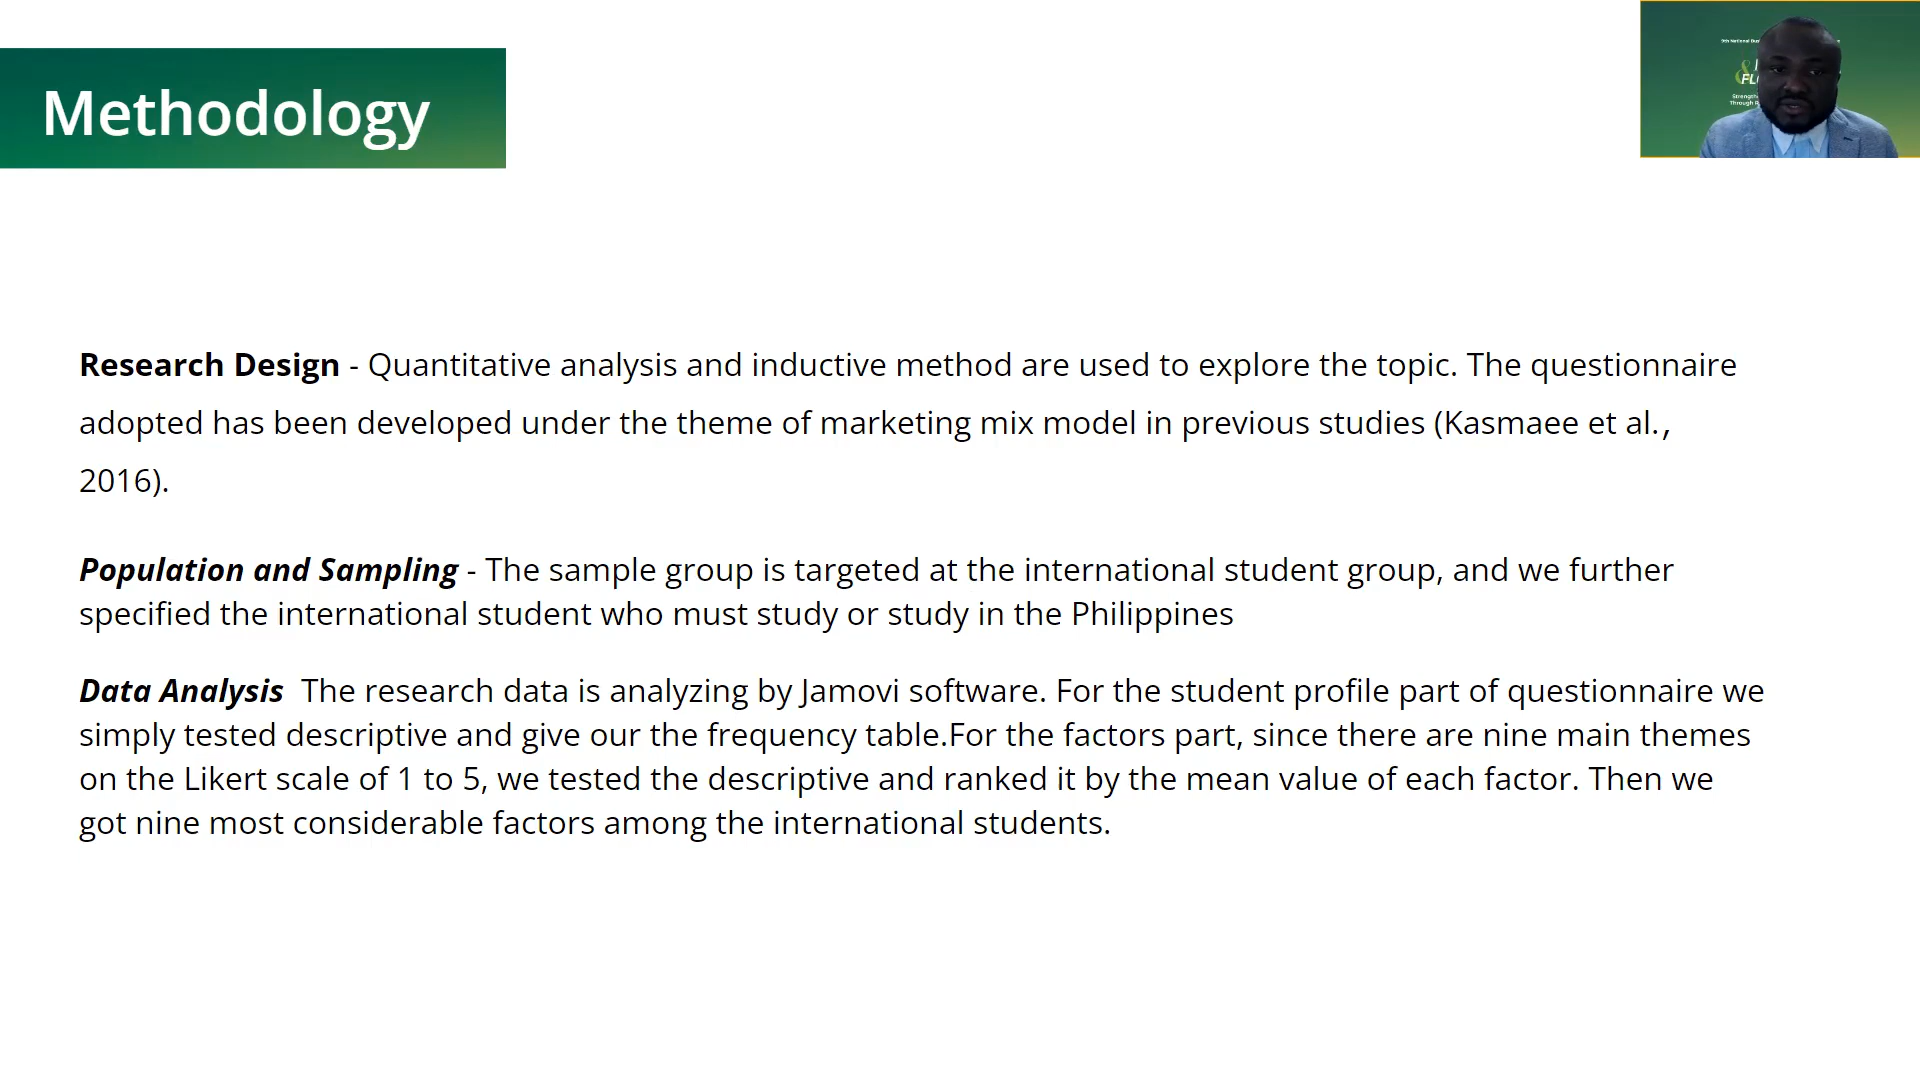 Methodology
9th National
Through
Research Design - Quantitative analysis and inductive method are used to explore the topic. The questionnaire
adopted has been developed under the theme of marketing mix model in previous studies (Kasmaee et al.,
2016).
Population and Sampling - The sample group is targeted at the international student group, and we further
specified the international student who must study or study in the Philippines
Data Analysis The research data is analyzing by Jamovi software. For the student profile part of questionnaire we
simply tested descriptive and give our the frequency table.For the factors part, since there are nine main themes
on the Likert scale of 1 to 5, we tested the descriptive and ranked it by the mean value of each factor. Then we
got nine most considerable factors among the international students.